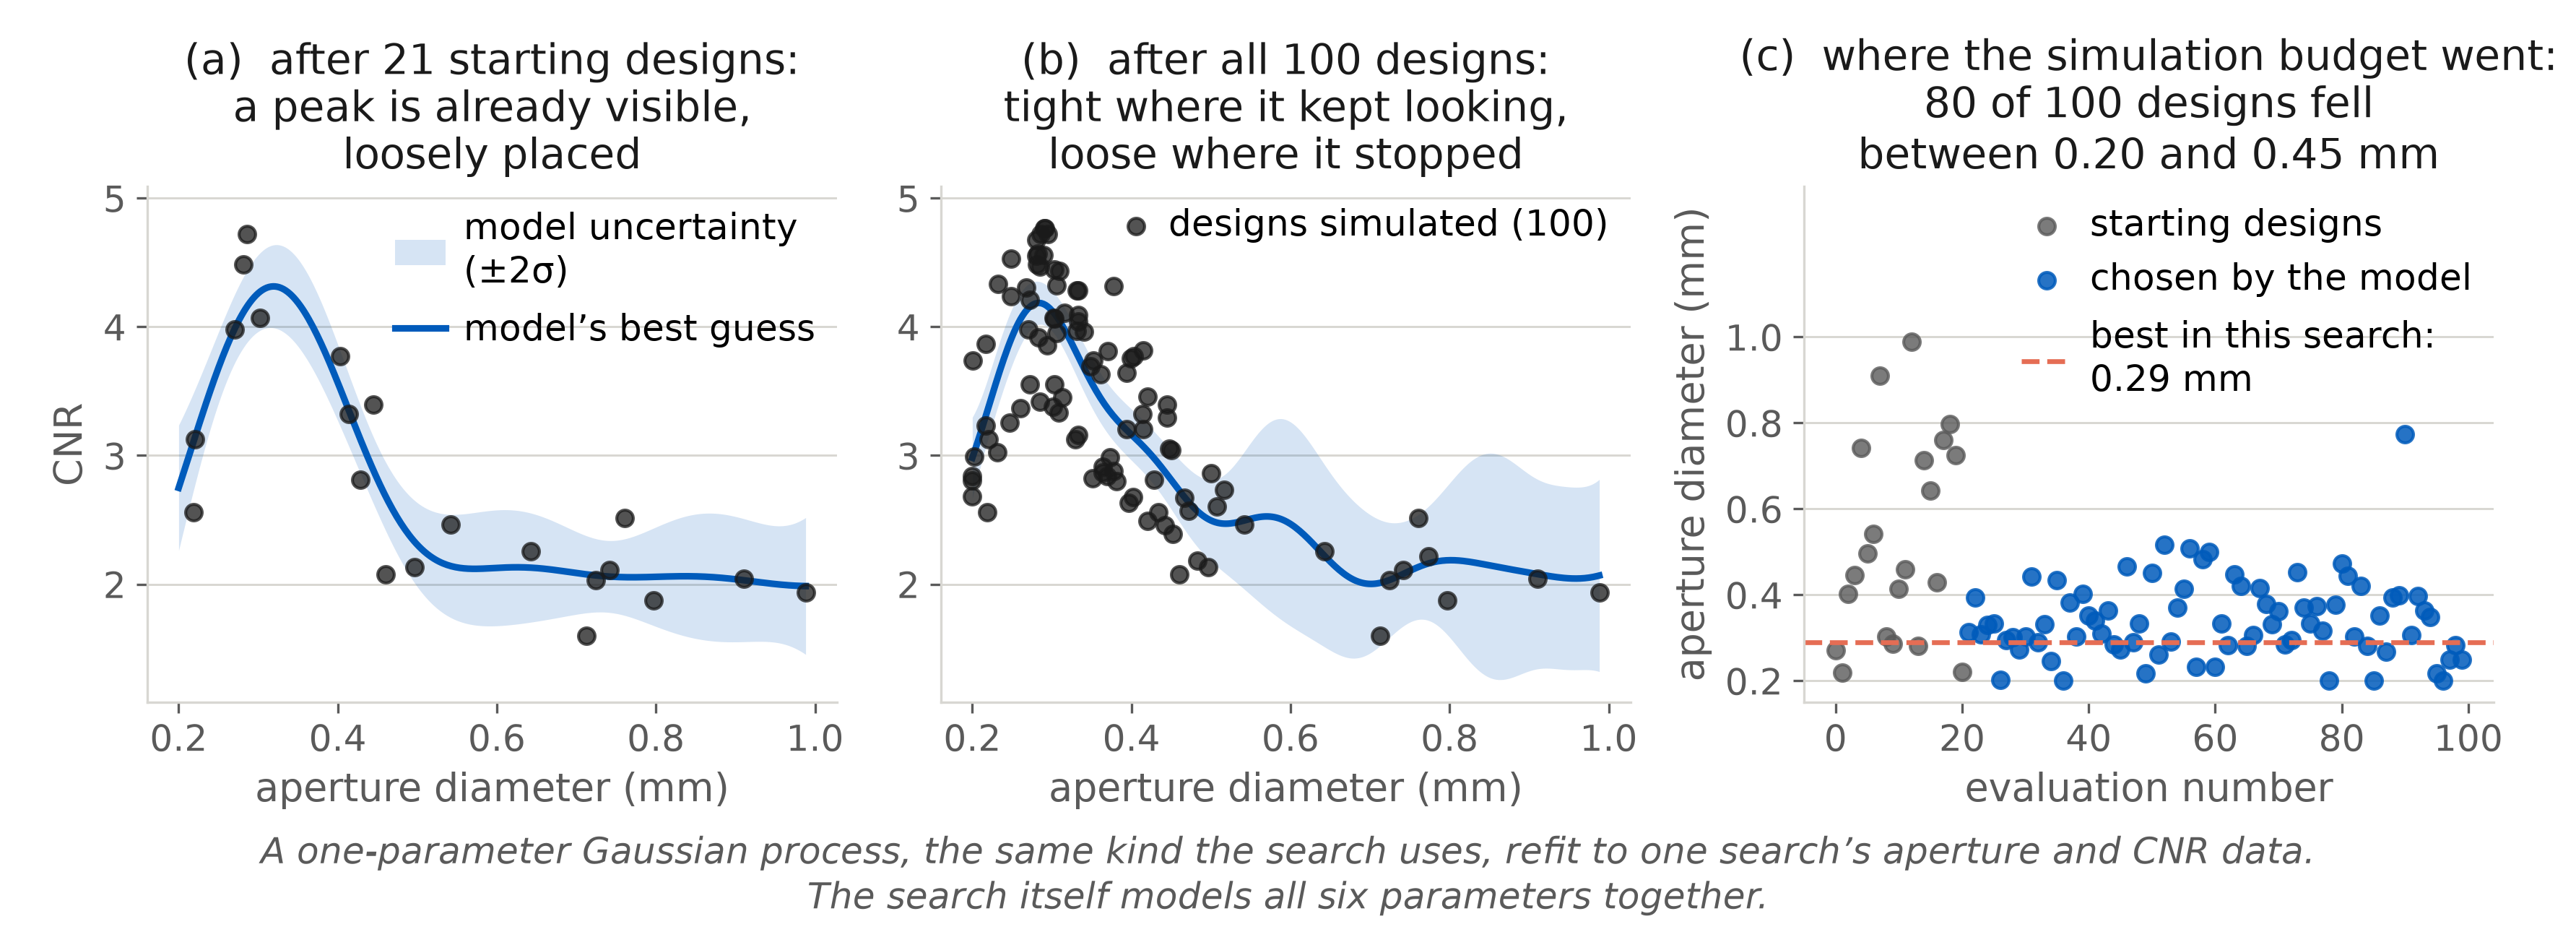 (a)  after 21 starting designs:
a peak is already visible,
loosely placed
5
4
3
2
CNR
model uncertainty
(±2σ)
model’s best guess
0.2
0.4
0.6
0.8
1.0
aperture diameter (mm)
(b)  after all 100 designs:
tight where it kept looking,
loose where it stopped
5
4
3
2
designs simulated (100)
0.2
0.4
0.6
0.8
1.0
aperture diameter (mm)
(c)  where the simulation budget went:
80 of 100 designs fell
between 0.20 and 0.45 mm
aperture diameter (mm)
1.0
0.8
0.6
0.4
0.2
starting designs
chosen by the model
best in this search:
0.29 mm
0
20
40
60
80
100
evaluation number
A one-parameter Gaussian process, the same kind the search uses, refit to one search’s aperture and CNR data.
The search itself models all six parameters together.